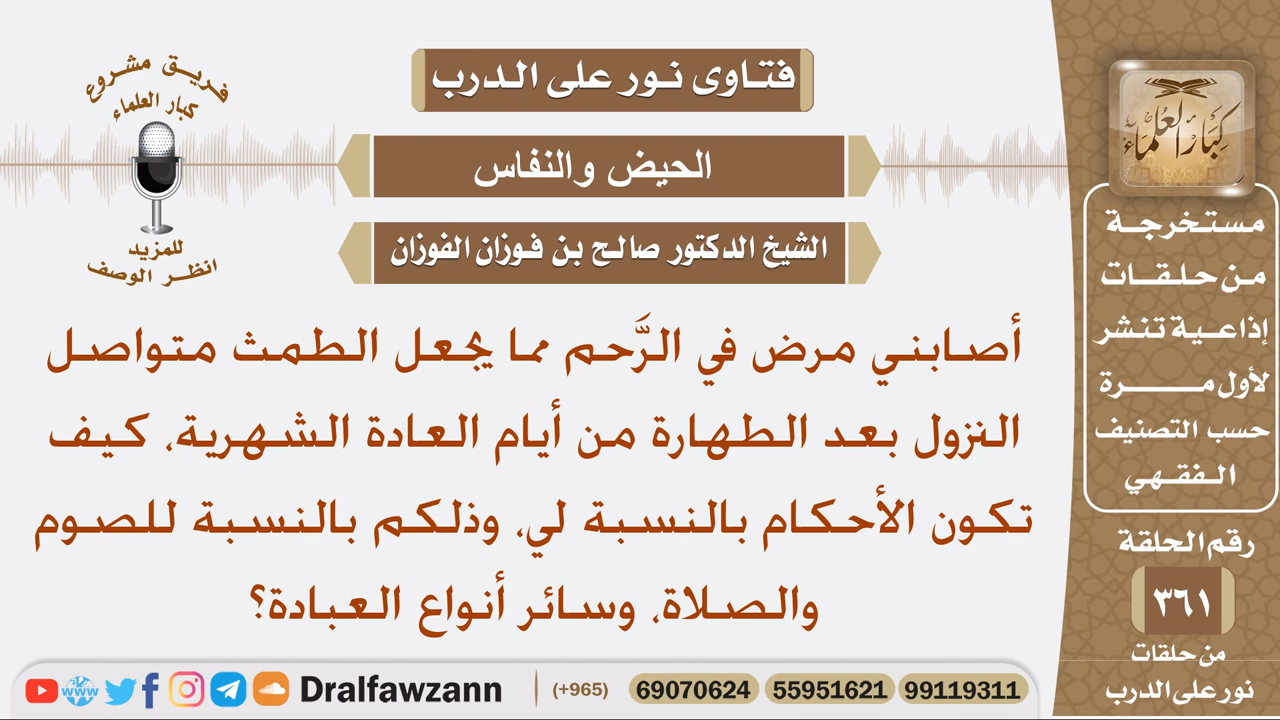 فتاوى نور على الدرب
الحيض والنفاس
الشيخ الدكتور صالح بن فوزان الفوزان
أصابني مرض في الرَّحم مما يجعل الطمث متواصل
النزول بعد الطهارة من أيام العادة الشهرية، كيف
تكون الأحكام بالنسبة لي، وذلكم بالنسبة للصوم
والصلاة، وسائر أنواع العبادة؟
فريق مشروع
كبار العلماء
للمزيد
انظر الوصف
كبار العلماء
مستخرجة
من حلقات
إذاعية تنشر
لأول مرة
حسب التصنيف
الفقهي
رقم الحلقة
٣٦١
من حلقات
نور على الدرب
www Dralfawzann (+965) 69070624 55951621 99119311